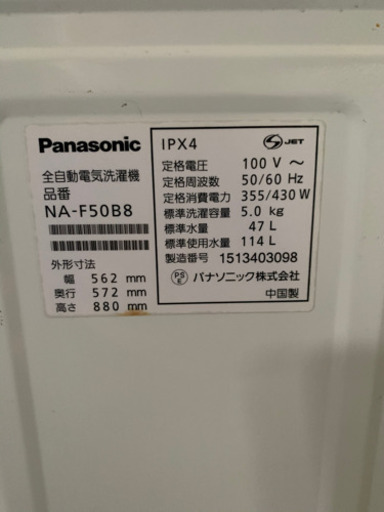 Panasonic
全自動電気洗濯機
品番
NA-F50B8
外形寸法
幅 562 mm
奥行 572 mm
高さ 880 mm
IPX4
S JET
定格電圧 100 V ～
定格周波数 50/60 Hz
定格消費電力 355/430 W
標準洗濯容量 5.0 kg
標準水量 47 L
標準使用水量 114 L
製造番号 1513403098
PSE パナソニック株式会社
中国製